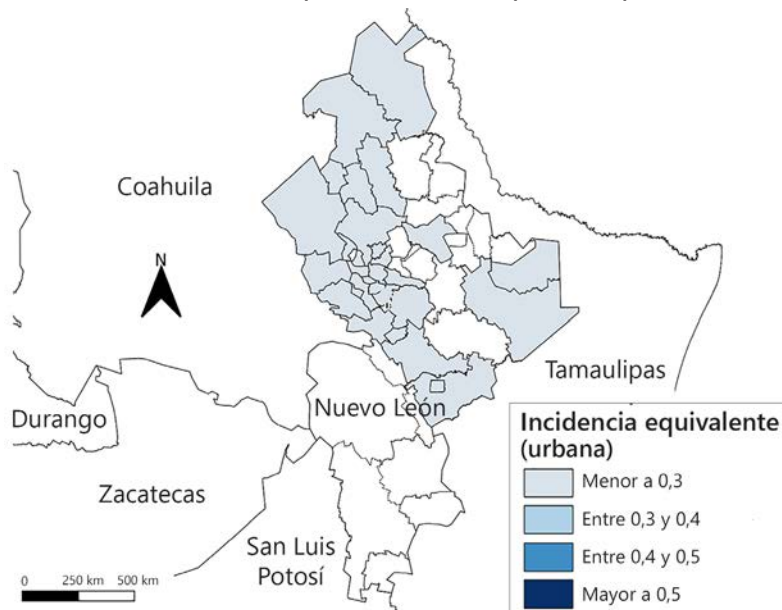 Coahuila
N
Tamaulipas
Durango
Nuevo León
Zacatecas
San Luis
Potosí
0 250 km 500 km
Incidencia equivalente
(urbana)
Menor a 0,3
Entre 0,3 y 0,4
Entre 0,4 y 0,5
Mayor a 0,5